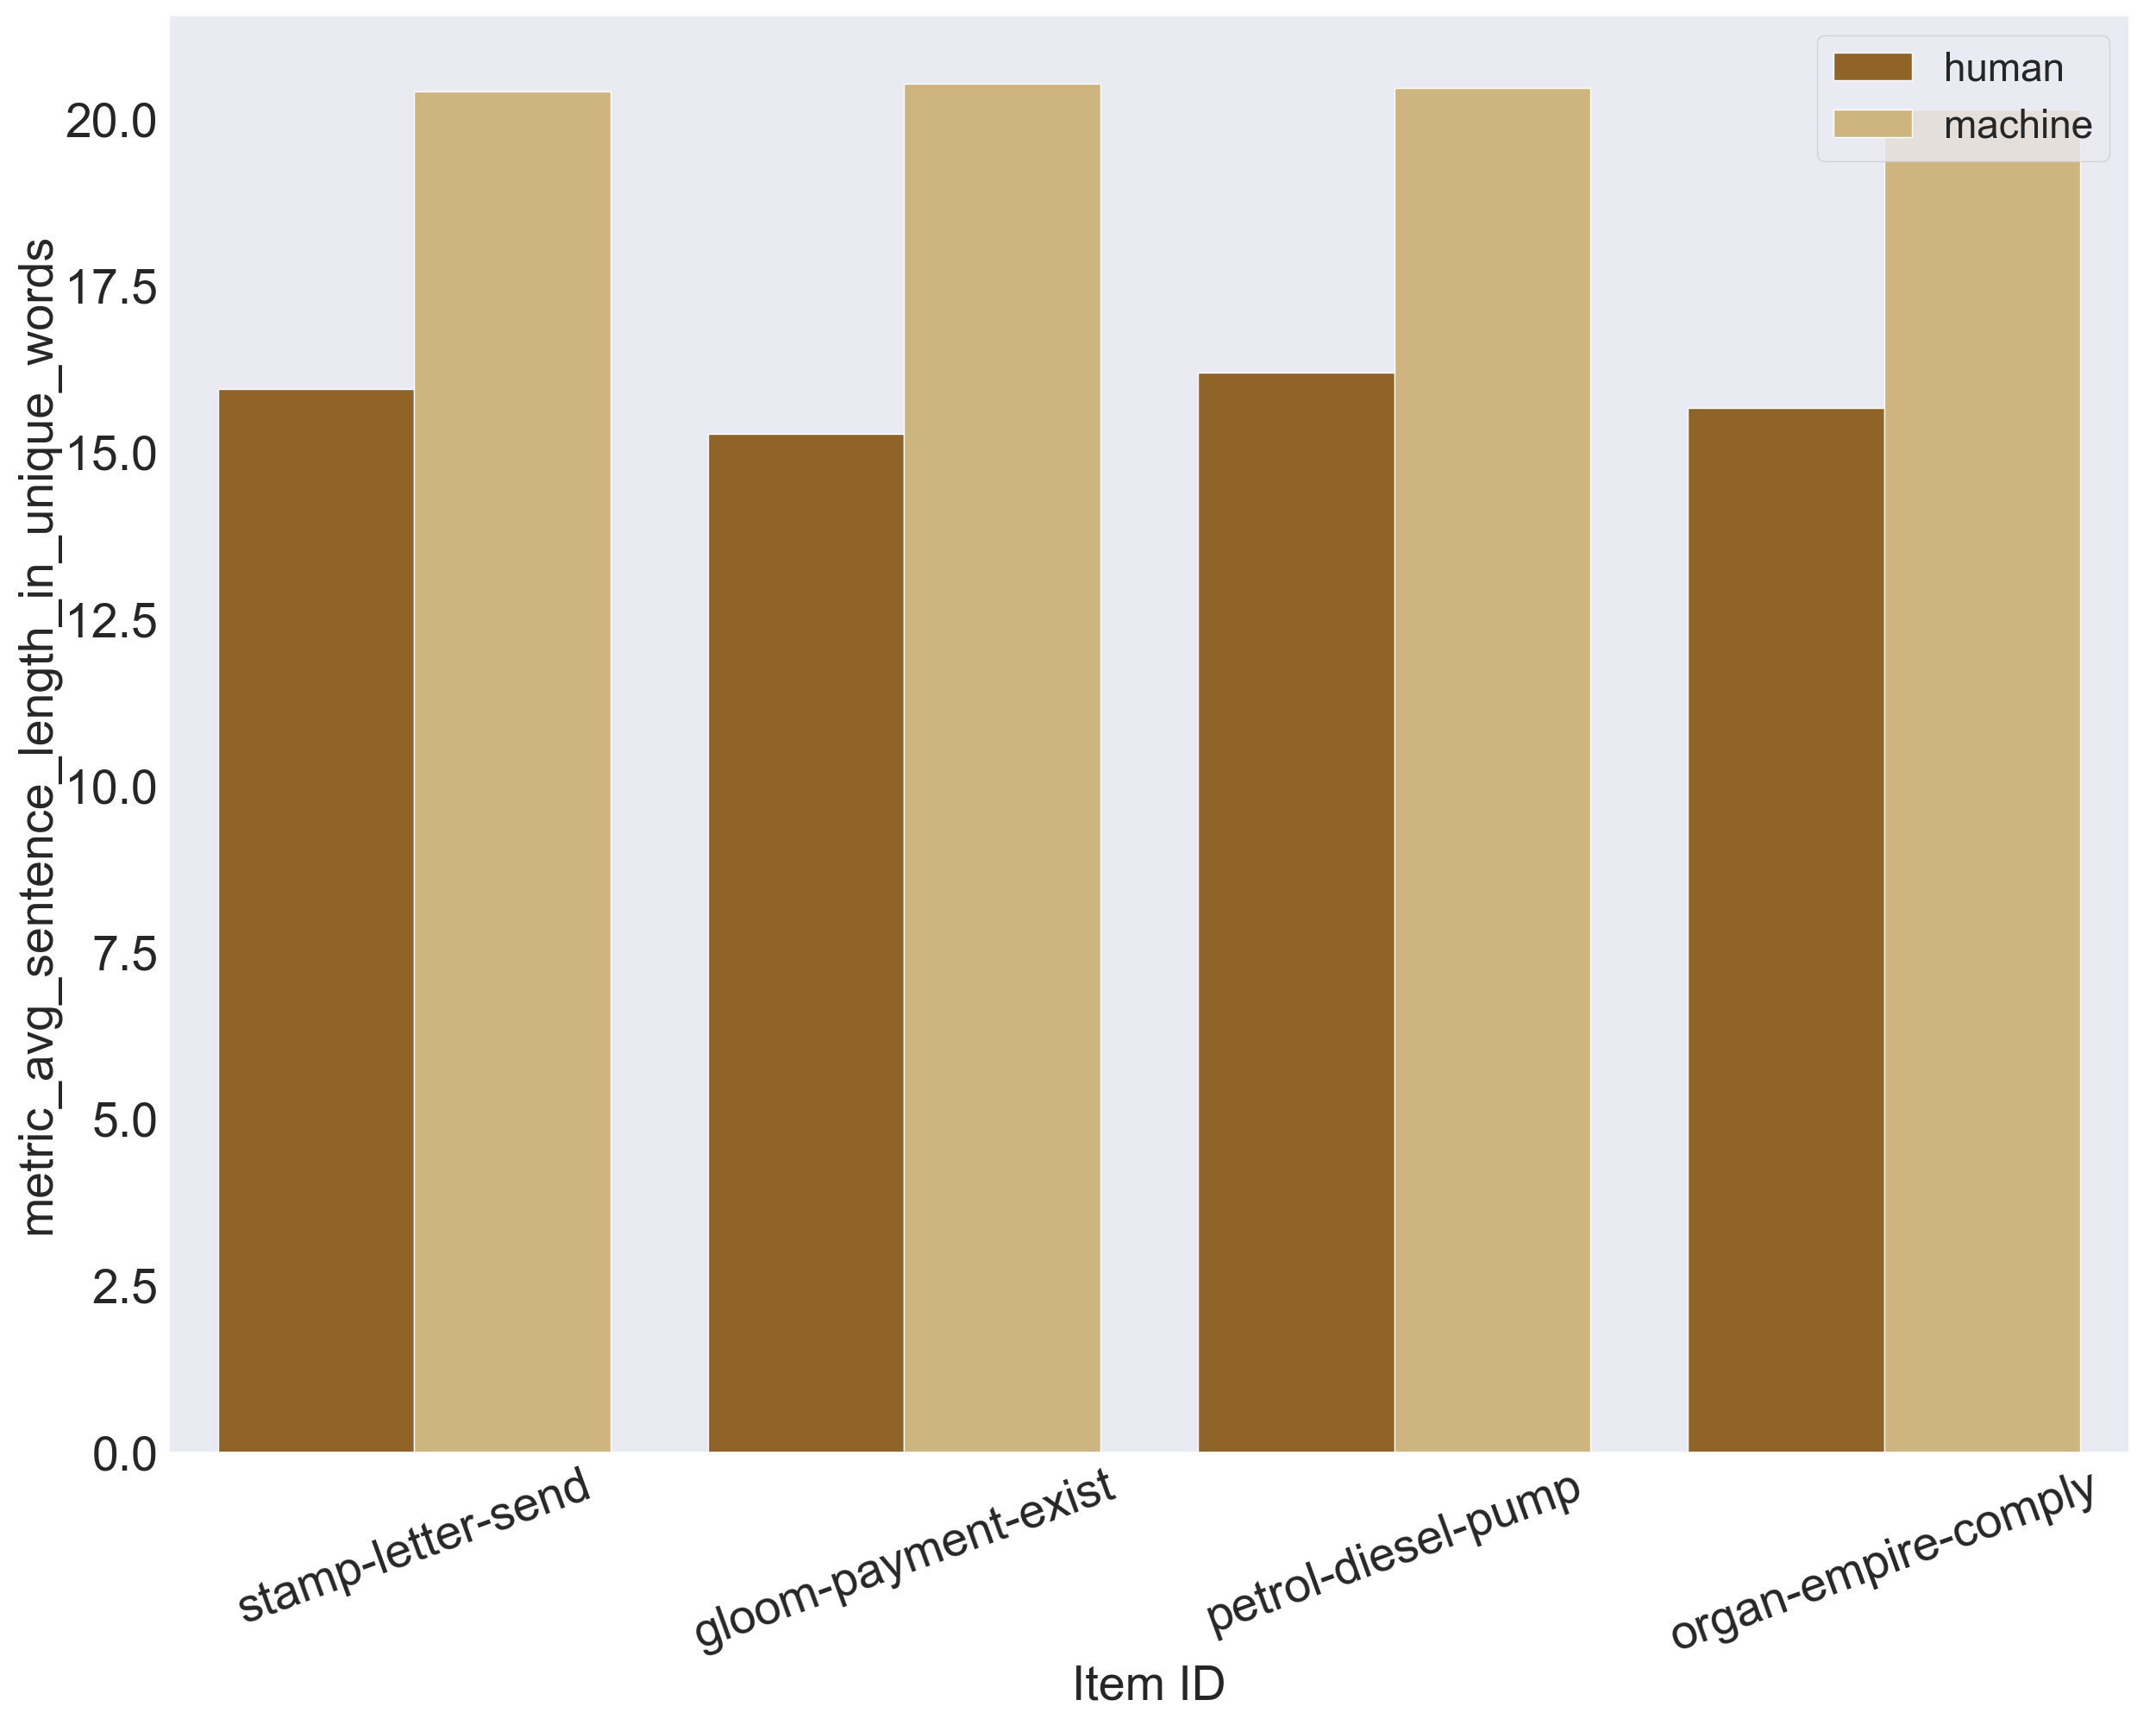 human
machine
metric_avg_sentence_length_in_unique_words
20.0
17.5
15.0
12.5
10.0
7.5
5.0
2.5
0.0
stamp-letter-send
gloom-payment-exist
petrol-diesel-pump
organ-empire-comply
Item ID